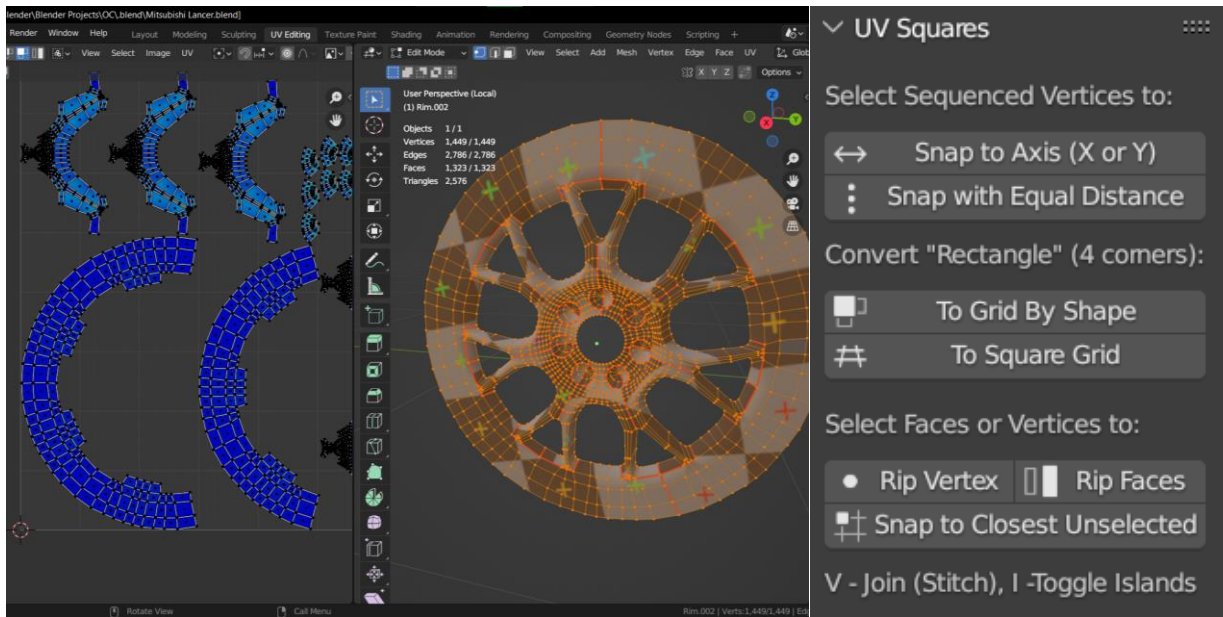 lender\Blender Projects\OC\,blend\Mitsubishi Lancer.blend]
Render Window Help Layout Modeling Sculpting UV Editing Texture Paint Shading Animation Rendering Compositing Geometry Nodes Scripting +
View Select Image UV Edit Mode View Select Add Mesh Vertex Edge Face UV Glob
X Y Z Options
User Perspective (Local)
(1) Rim.002
Objects 1/1
Vertices 1,449/1,449
Edges 2,786/2,786
Faces 1,323/1,323
Triangles 2,576
Z
X
Y
Rotate View Call Menu Rim.002 | Verts:1,449/1,449 | Ed
UV Squares
Select Sequenced Vertices to:
Snap to Axis (X or Y)
Snap with Equal Distance
Convert "Rectangle" (4 corners):
To Grid By Shape
To Square Grid
Select Faces or Vertices to:
Rip Vertex Rip Faces
Snap to Closest Unselected
V - Join (Stitch), I -Toggle Islands